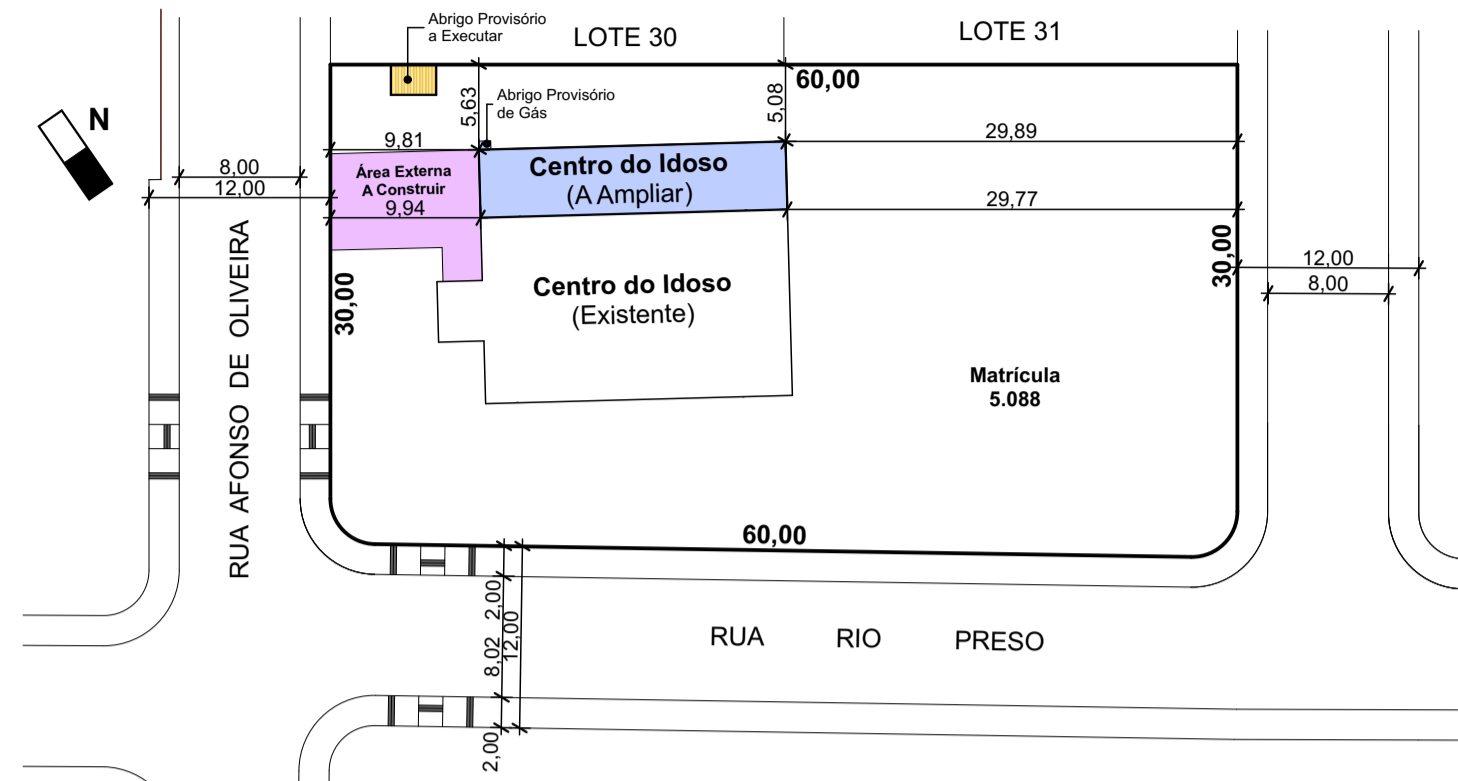 Abrigo Provisório
a Executar
LOTE 30
LOTE 31
60,00
5,63
5,08
Abrigo Provisório
de Gás
N
9,81
29,89
Centro do Idoso
(A Ampliar)
Área Externa
A Construir
8,00
12,00
9,94
29,77
RUA AFONSO DE OLIVEIRA
30,00
Centro do Idoso
(Existente)
30,00
12,00
8,00
Matrícula
5.088
60,00
2,00
8,02
12,00
2,00
RUA RIO PRESO